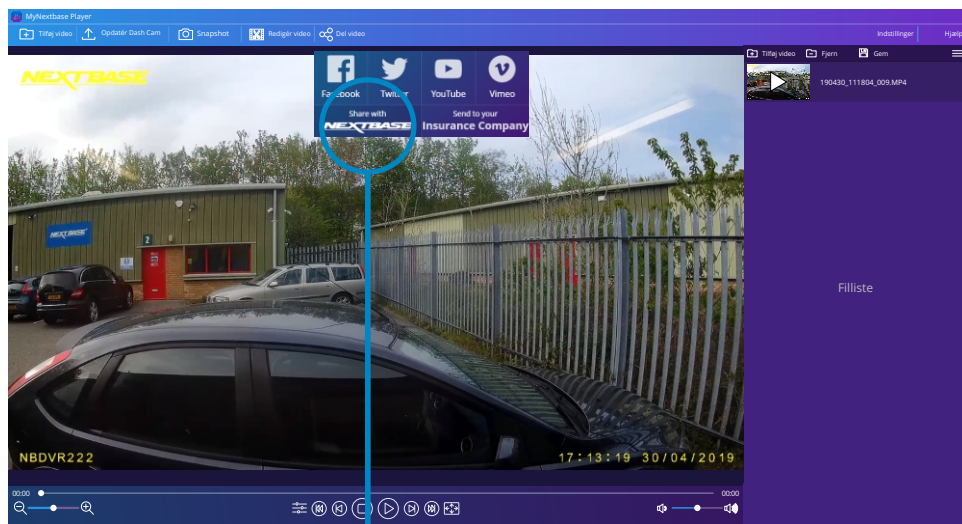 MyNextbase Player
Tilføj video
Opdatér Dash Cam
Snapshot
Redigér video
Del video
Indstillinger
Hjælp
Facebook
Twitter
YouTube
Vimeo
Share with
NEXTBASE
Send to your
Insurance Company
Tilføj video
Fjern
Gem
190430_111804_009.MP4
Filliste
NEXTBASE
NEXTBASE
2
NBDVR222
17:13:19 30/04/2019
00:00
00:00